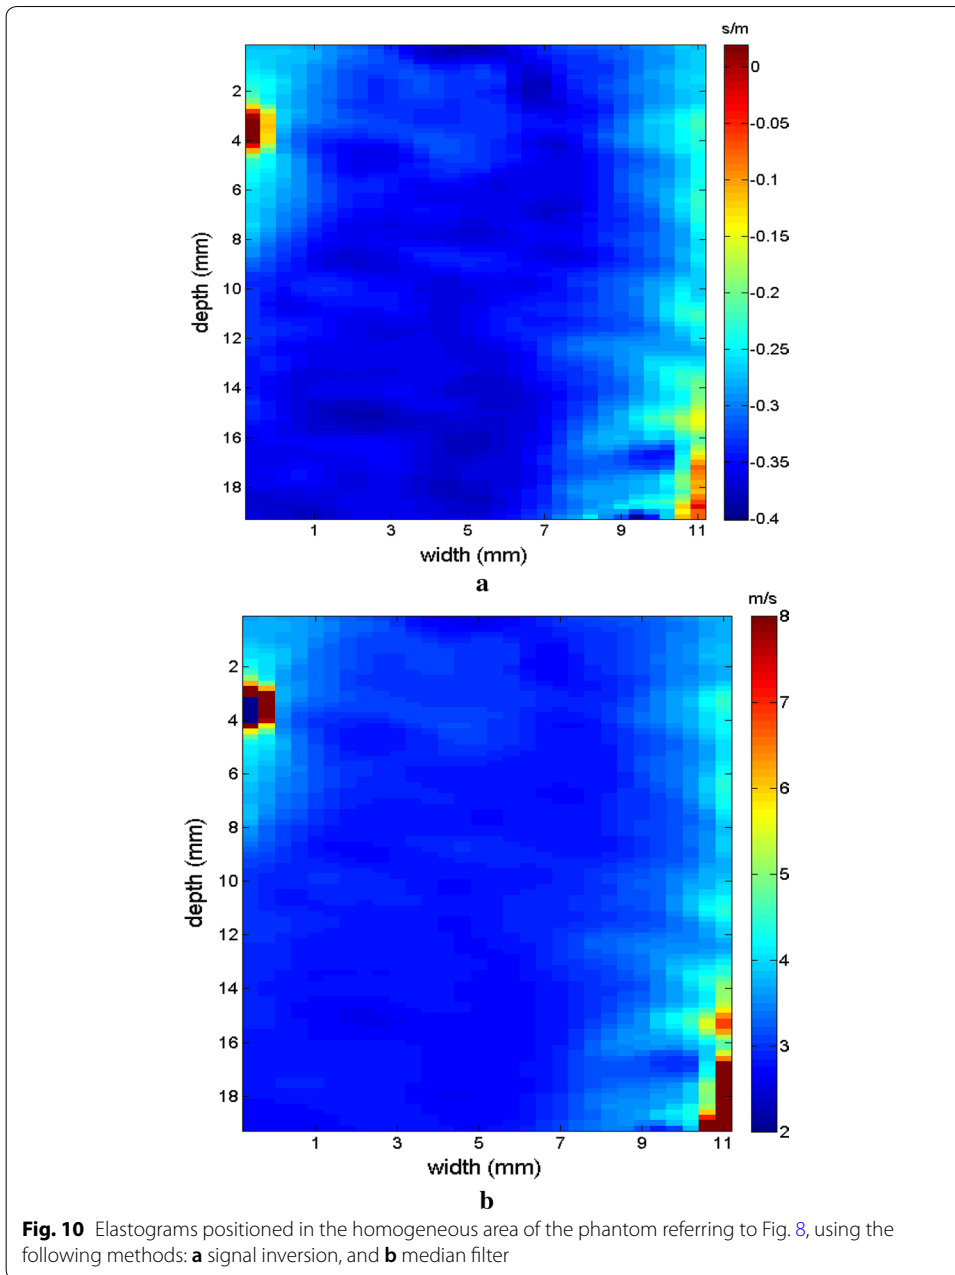 s/m
0
-0.05
-0.1
-0.15
-0.2
-0.25
-0.3
-0.35
-0.4
2
4
6
8
10
12
14
16
18
depth (mm)
1 3 5 7 9 11
width (mm)
a
m/s
8
7
6
5
4
3
2
2
4
6
8
10
12
14
16
18
depth (mm)
1 3 5 7 9 11
width (mm)
b
Fig. 10 Elastograms positioned in the homogeneous area of the phantom referring to Fig. 8, using the
following methods: a signal inversion, and b median filter